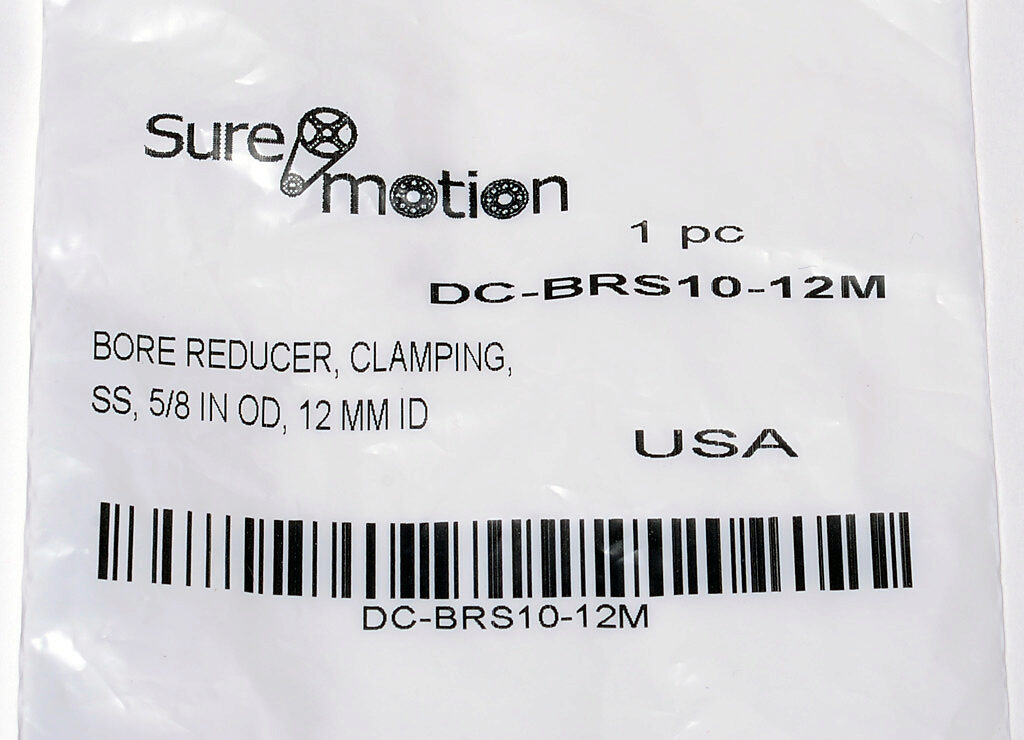 Sure
motion
1 pc
DC-BRS10-12M
BORE REDUCER, CLAMPING,
SS, 5/8 IN OD, 12 MM ID
USA
DC-BRS10-12M